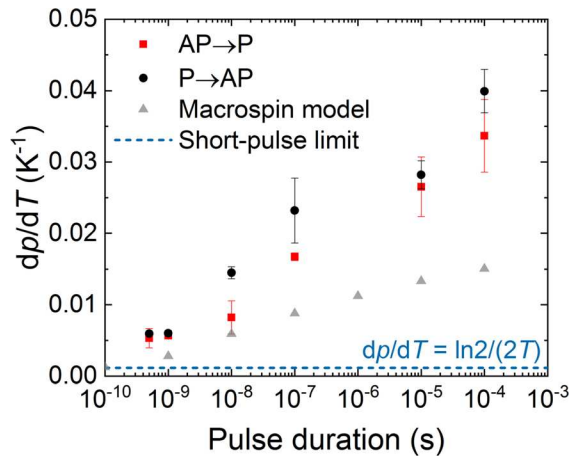 0.05
0.04
0.03
0.02
0.01
0.00
dp/dT (K⁻¹)
AP→P
P→AP
Macrospin model
Short-pulse limit
dp/dT = ln2/(2T)
10⁻¹⁰ 10⁻⁹ 10⁻⁸ 10⁻⁷ 10⁻⁶ 10⁻⁵ 10⁻⁴ 10⁻³
Pulse duration (s)